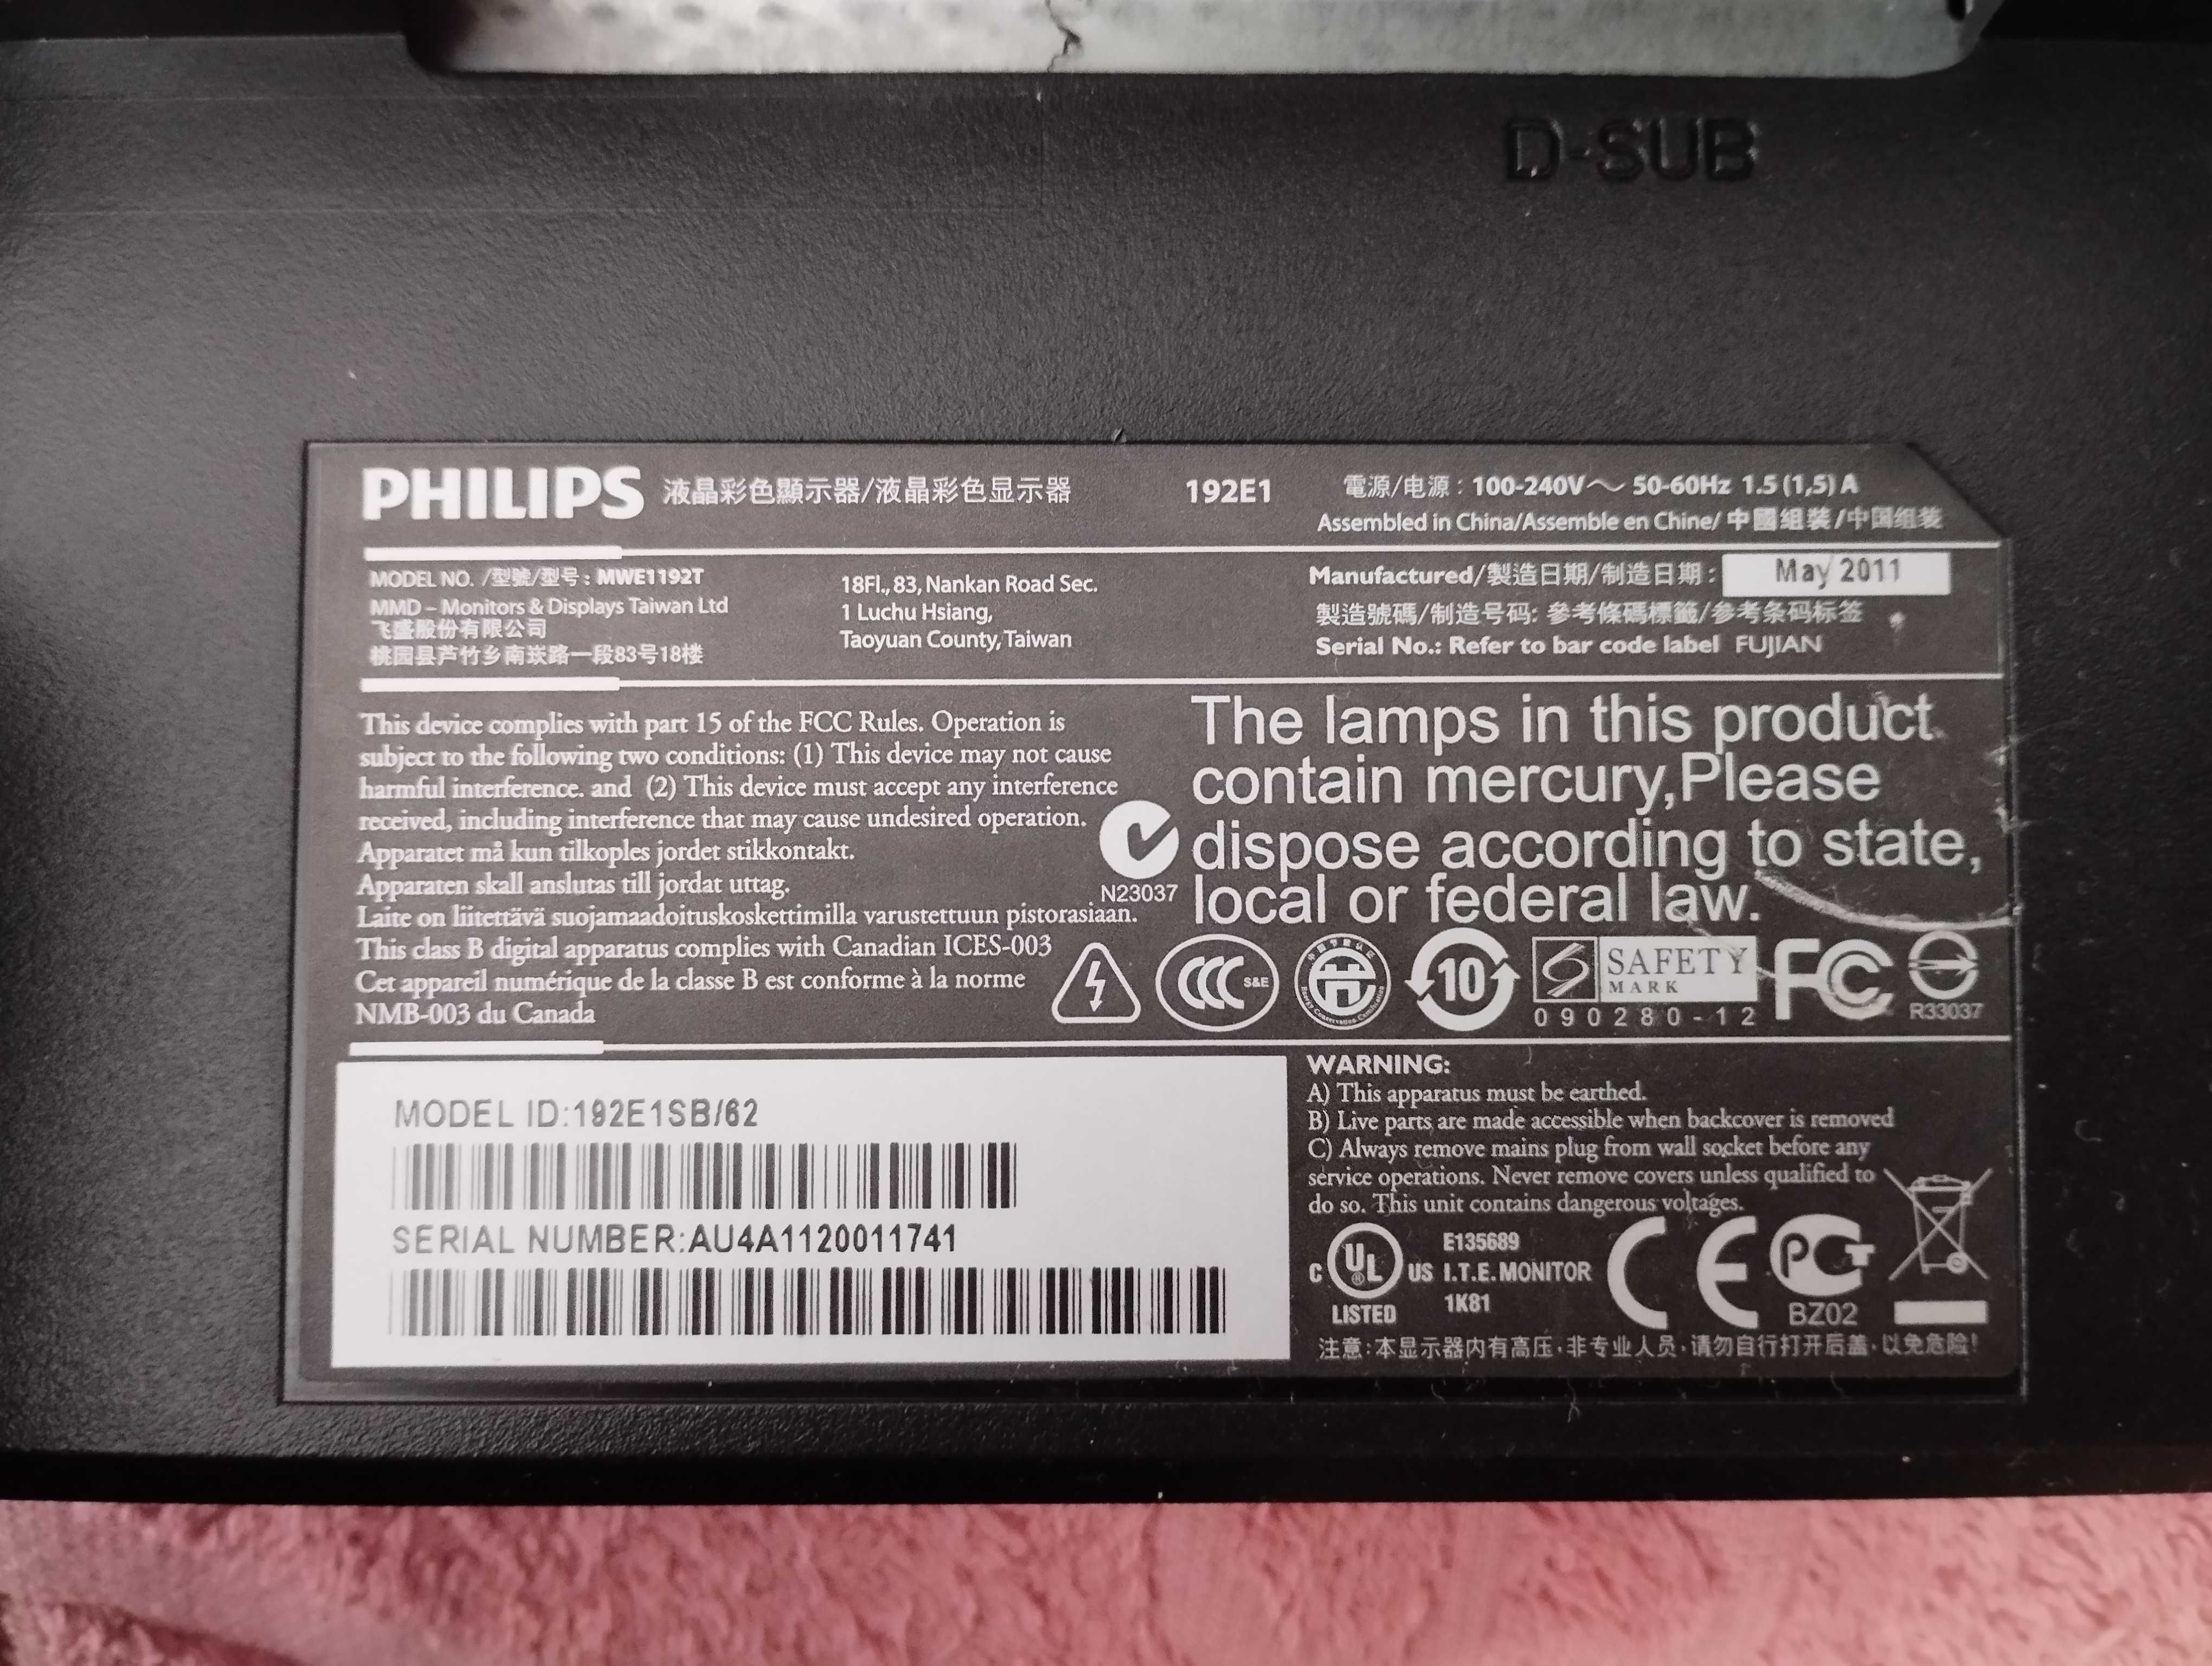 D-SUB
PHILIPS 液晶彩色顯示器/液晶彩色显示器 192E1 電源/电源 : 100-240V～ 50-60Hz 1.5 (1,5) A
Assembled in China/Assemble en Chine/ 中國組裝/中国组装
MODEL NO. /型號/型号 : MWE1192T
MMD – Monitors & Displays Taiwan Ltd
飞盛股份有限公司
桃园县芦竹乡南崁路一段83号18楼
18Fl., 83, Nankan Road Sec.
1 Luchu Hsiang,
Taoyuan County, Taiwan
Manufactured/製造日期/制造日期 : May 2011
製造號碼/制造号码: 參考條碼標籤/参考条码标签
Serial No.: Refer to bar code label FUJIAN
This device complies with part 15 of the FCC Rules. Operation is
subject to the following two conditions: (1) This device may not cause
harmful interference. and (2) This device must accept any interference
received, including interference that may cause undesired operation.
Apparatet må kun tilkoples jordet stikkontakt.
Apparaten skall anslutas till jordat uttag.
Laite on liitettävä suojamaadoituskoskettimilla varustettuun pistorasiaan.
This class B digital apparatus complies with Canadian ICES-003
Cet appareil numérique de la classe B est conforme à la norme
NMB-003 du Canada
N23037
The lamps in this product
contain mercury,Please
dispose according to state,
local or federal law.
CCC S&E
10
SAFETY
MARK
090280-12
FC
R33037
MODEL ID:192E1SB/62
SERIAL NUMBER:AU4A1120011741
WARNING:
A) This apparatus must be earthed.
B) Live parts are made accessible when backcover is removed
C) Always remove mains plug from wall socket before any
service operations. Never remove covers unless qualified to
do so. This unit contains dangerous voltages.
C UL ® US
LISTED
E135689
I.T.E. MONITOR
1K81
CE
PCT
BZ02
注意:本显示器内有高压,非专业人员,请勿自行打开后盖,以免危险!